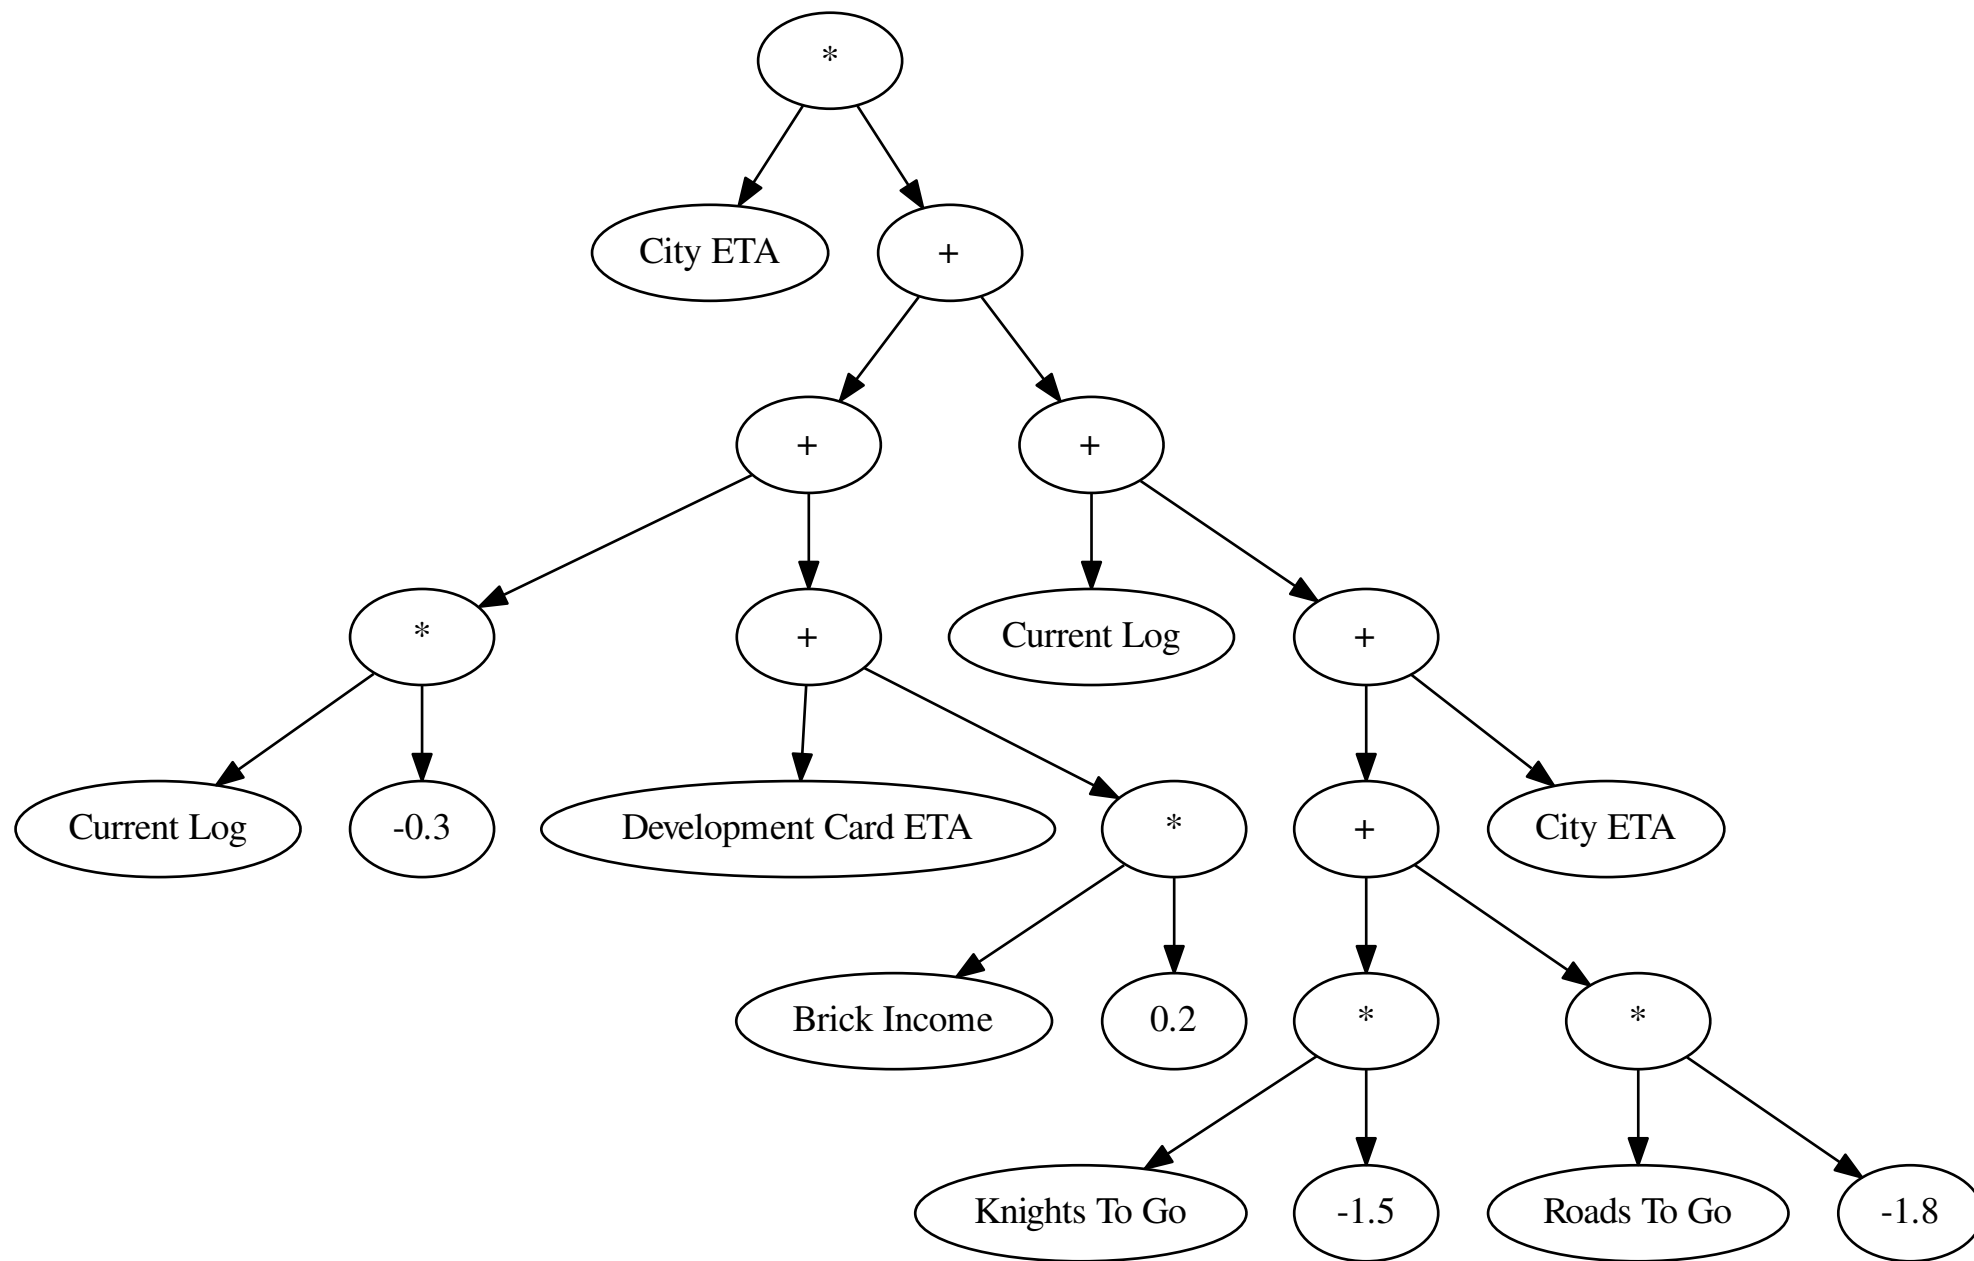 *
City ETA
+
+
+
*
+
Current Log
+
Current Log
-0.3
Development Card ETA
*
+
City ETA
Brick Income
0.2
*
*
Knights To Go
-1.5
Roads To Go
-1.8